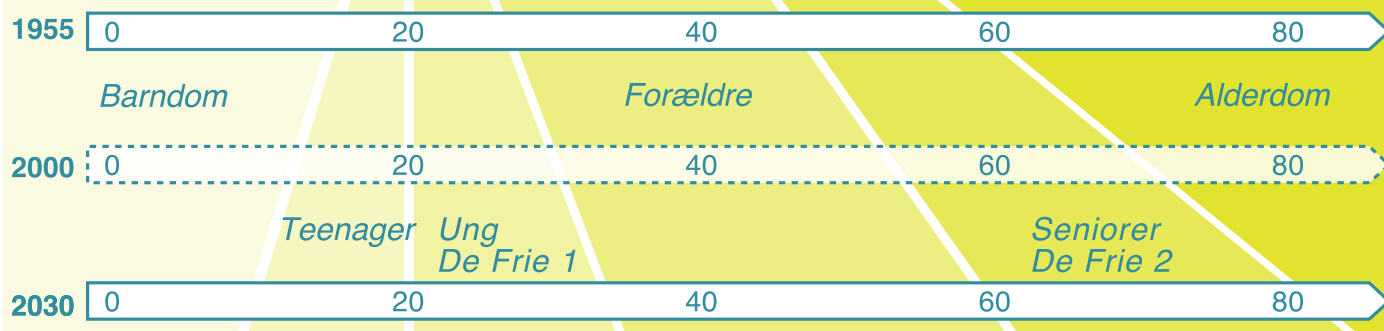 1955 0 20 40 60 80
Barndom Forældre Alderdom
2000 0 20 40 60 80
Teenager Ung Seniorer
De Frie 1 De Frie 2
2030 0 20 40 60 80